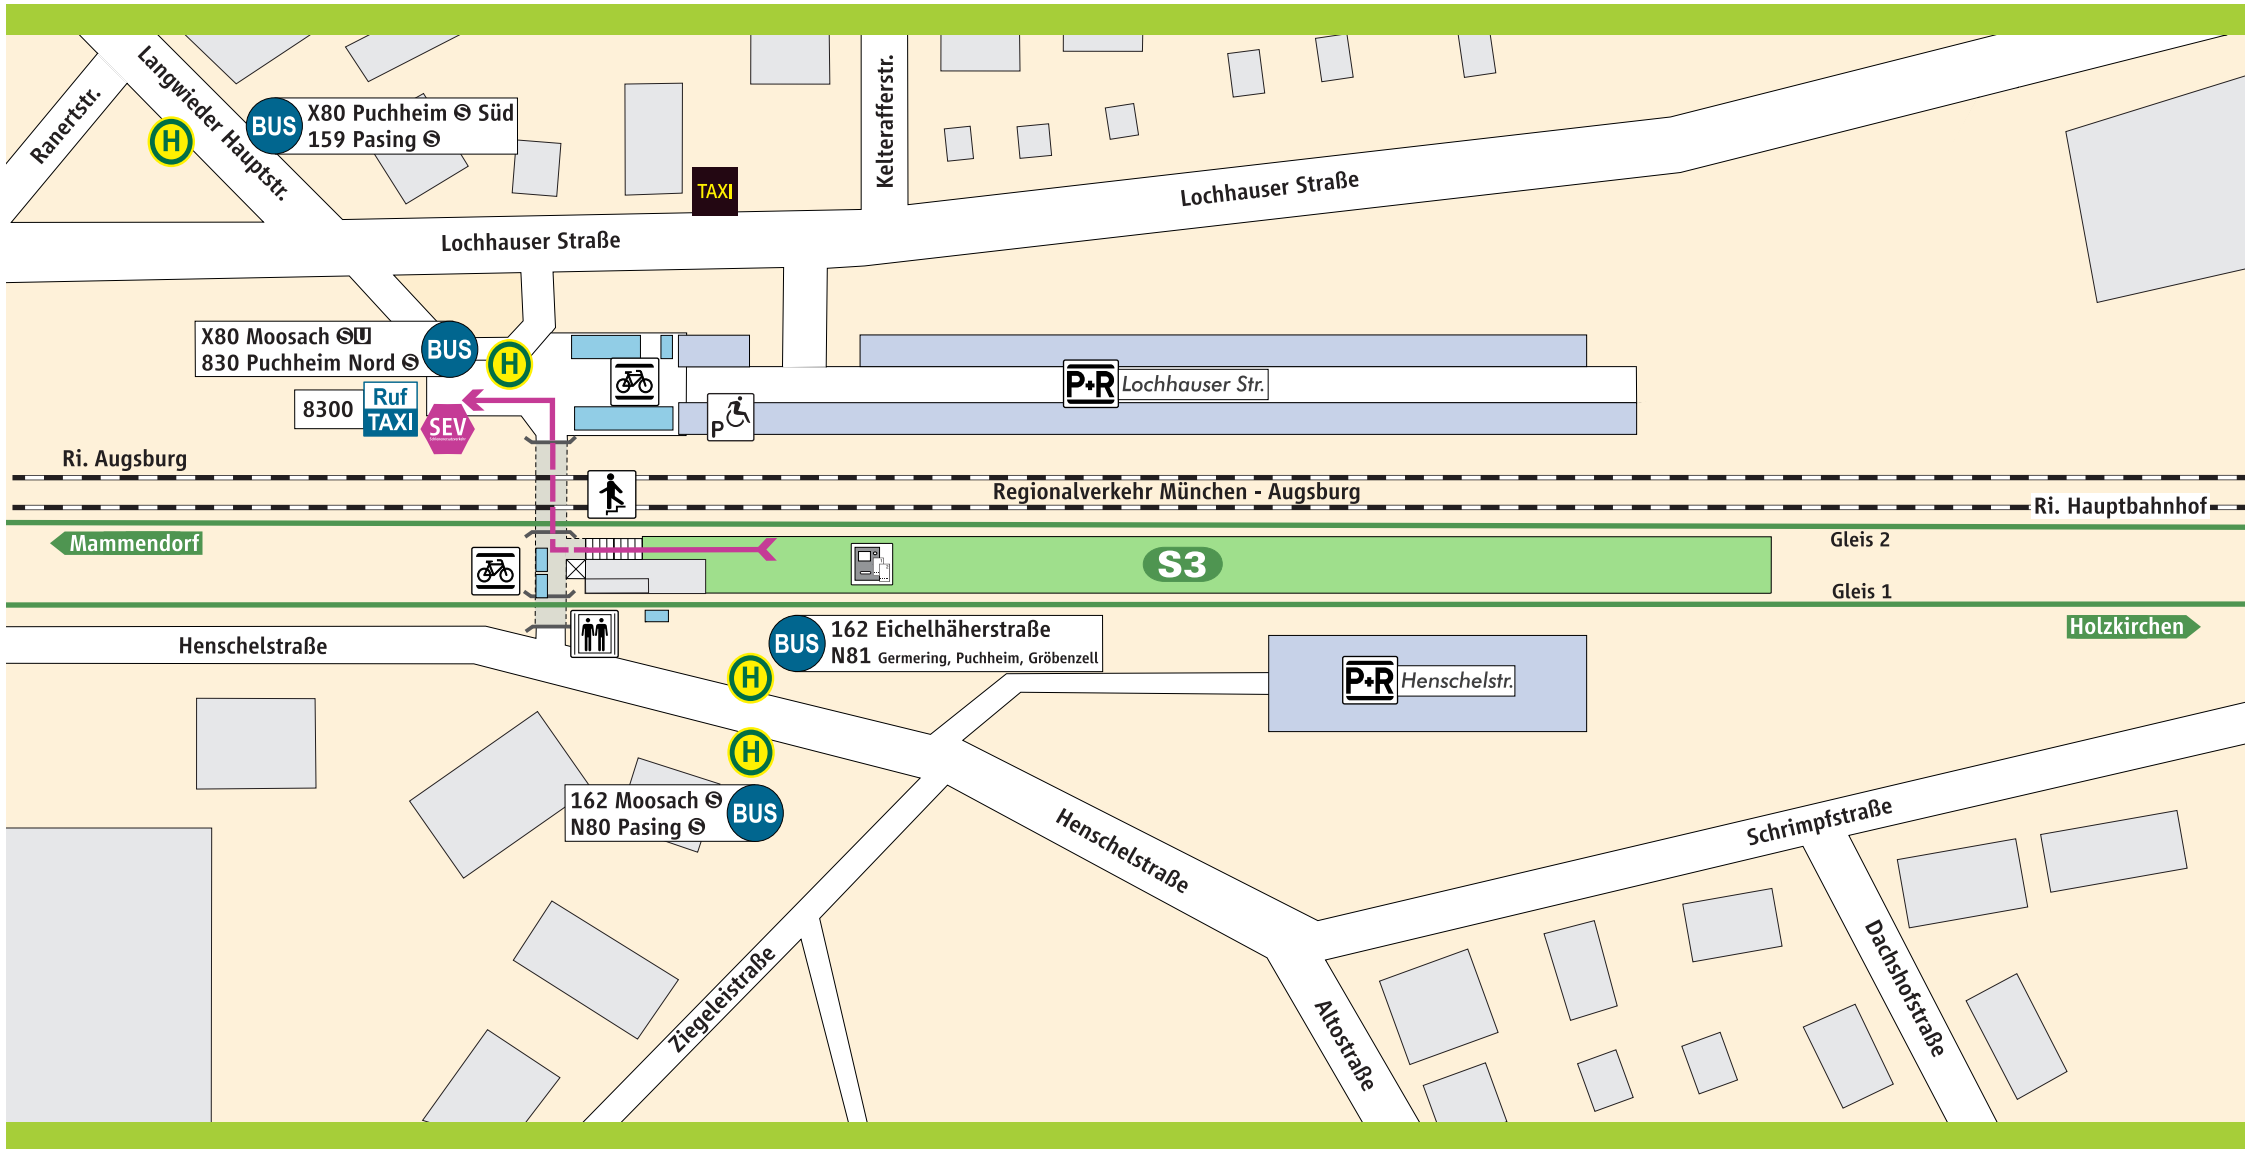 Langwieder Hauptstr.
Ranertstr.
H
BUS
X80 Puchheim S Süd
159 Pasing S
TAXI
Kelterafferstr.
Lochhauser Straße
Lochhauser Straße
X80 Moosach S U
830 Puchheim Nord S
BUS
H
8300
Ruf
TAXI
SEV
P+R
Lochhauser Str.
P
Ri. Augsburg
Regionalverkehr München - Augsburg
Ri. Hauptbahnhof
Mammendorf
Gleis 2
S3
Gleis 1
Holzkirchen
Henschelstraße
BUS
162 Eichelhäherstraße
N81 Germering, Puchheim, Gröbenzell
H
P+R
Henschelstr.
H
162 Moosach S
N80 Pasing S
BUS
Henschelstraße
Schrimpfstraße
Ziegeleistraße
Altostraße
Dachshofstraße